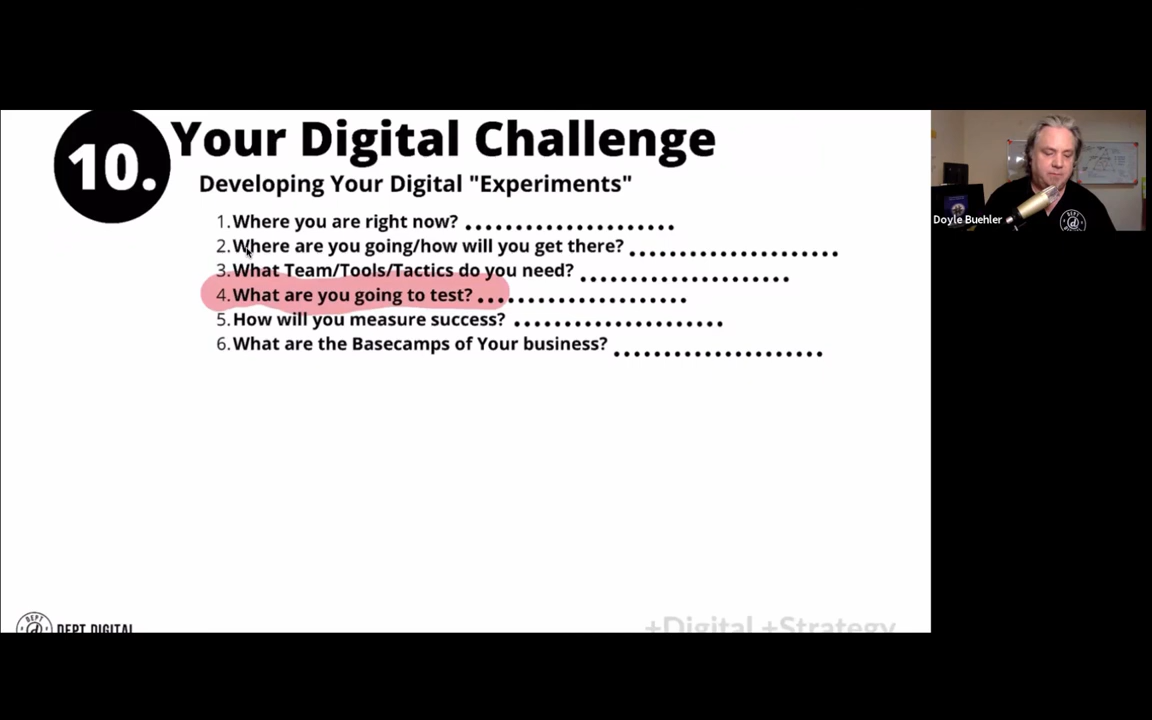 10. Your Digital Challenge
Developing Your Digital "Experiments"
1. Where you are right now? .....................
2. Where are you going/how will you get there? .....................
3. What Team/Tools/Tactics do you need? .....................
4. What are you going to test? .....................
5. How will you measure success? .....................
6. What are the Basecamps of Your business? .....................
Doyle Buehler
DEPT
d
DEPT DIGITAL
+Digital +Strategy